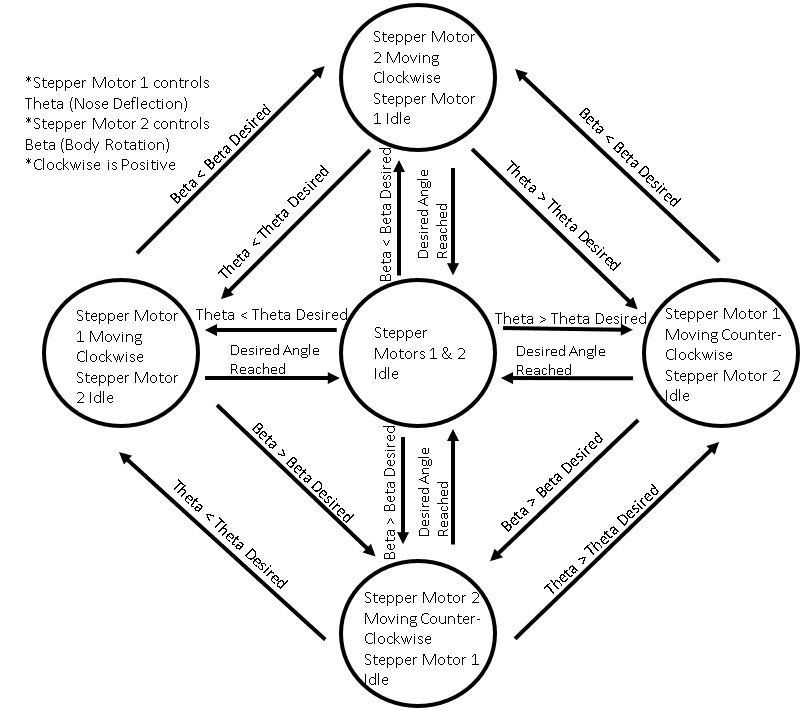 Stepper Motor
2 Moving
Clockwise
Stepper Motor
1 Idle
*Stepper Motor 1 controls
Theta (Nose Deflection)
*Stepper Motor 2 controls
Beta (Body Rotation)
*Clockwise is Positive
Beta < Beta Desired
Theta < Theta Desired
Beta < Beta Desired
Desired Angle
Reached
Theta > Theta Desired
Beta < Beta Desired
Stepper Motor
1 Moving
Clockwise
Stepper Motor
2 Idle
Theta < Theta Desired
Desired Angle
Reached
Stepper
Motors 1 & 2
Idle
Theta > Theta Desired
Desired Angle
Reached
Stepper Motor 1
Moving Counter-
Clockwise
Stepper Motor 2
Idle
Theta < Theta Desired
Beta > Beta Desired
Beta > Beta Desired
Desired Angle
Reached
Beta > Beta Desired
Theta > Theta Desired
Stepper Motor 2
Moving Counter-
Clockwise
Stepper Motor 1
Idle